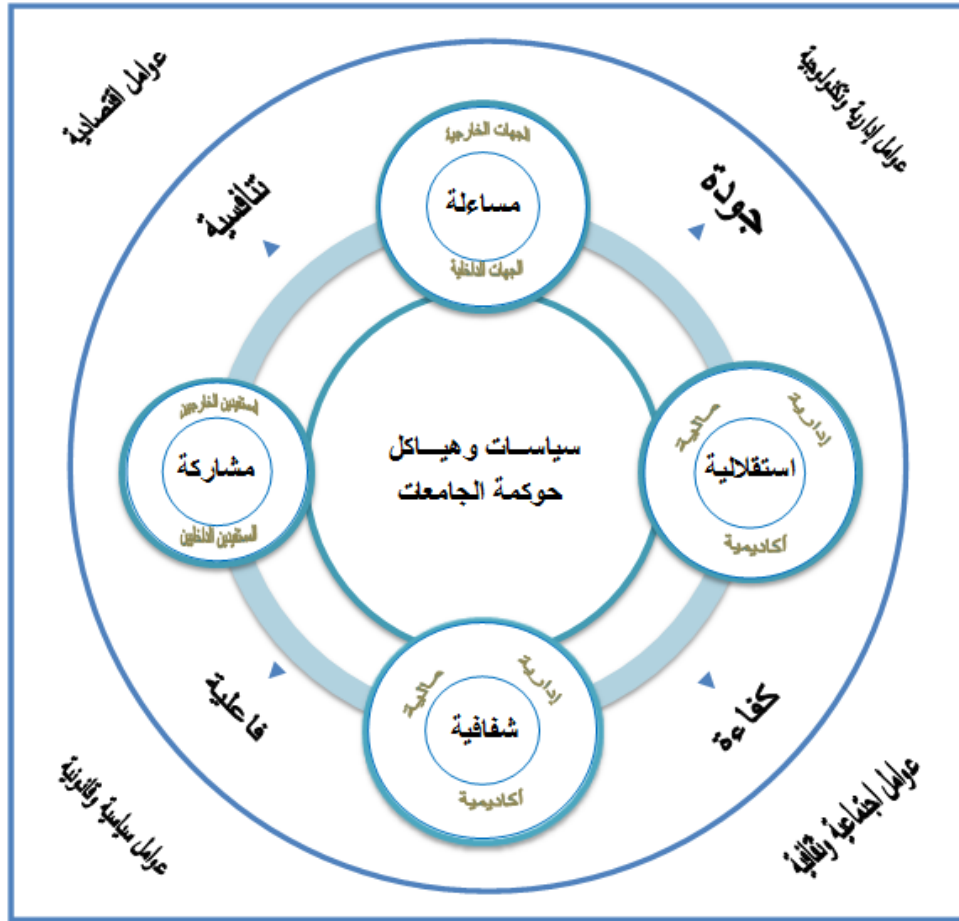 عوامل إدارية وتكنولوجية
عوامل اقتصادية
جودة
تنافسية
الجهات الخارجية
مساءلة
الجهات الداخلية
إدارية
مالية
استقلالية
أكاديمية
سياسات وهياكل
حوكمة الجامعات
المستفيدين الخارجين
مشاركة
المستفيدين الداخليين
إدارية
مالية
شفافية
أكاديمية
كفاءة
فاعلية
عوامل اجتماعية وثقافية
عوامل سياسية وقانونية